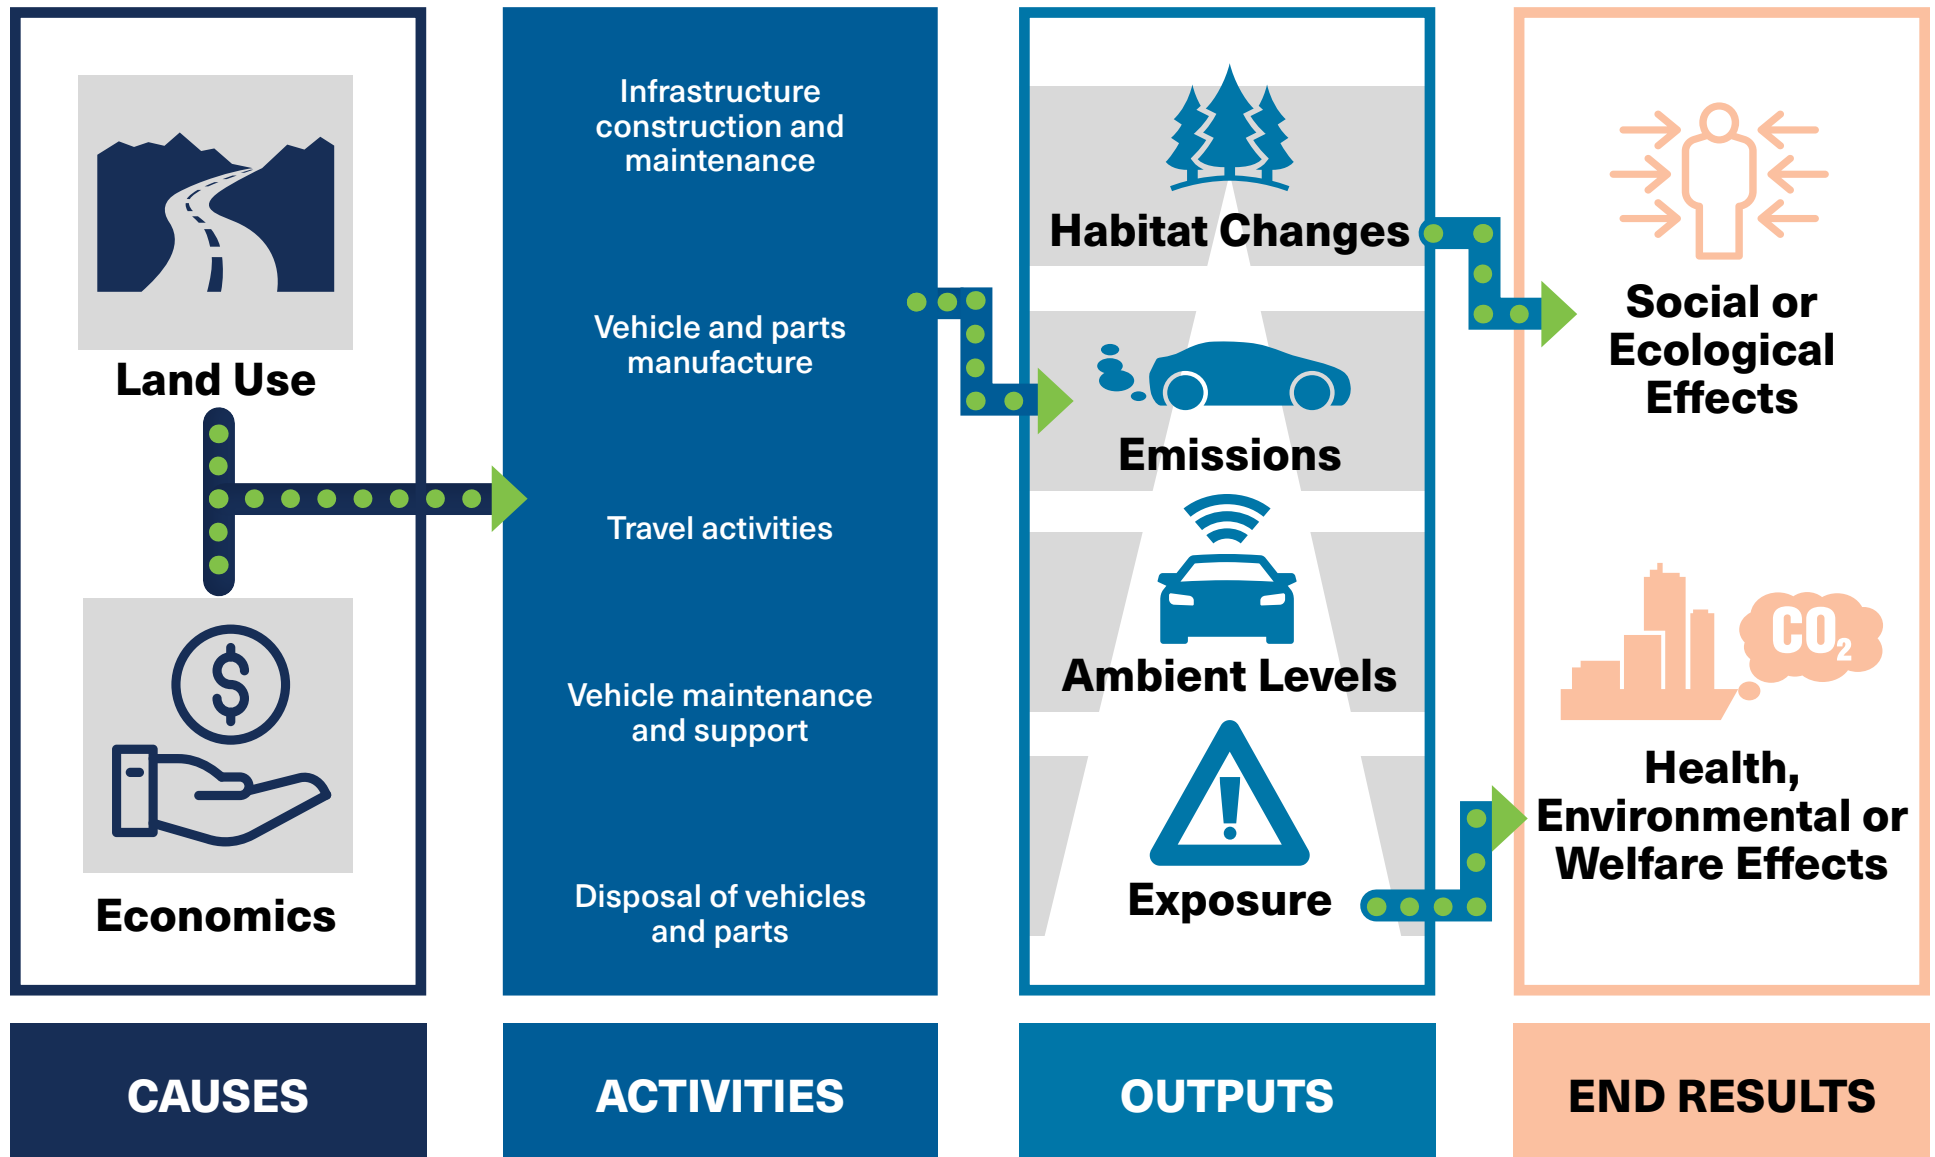 Land Use
$
Economics
CAUSES
Infrastructure
construction and
maintenance
Vehicle and parts
manufacture
Travel activities
Vehicle maintenance
and support
Disposal of vehicles
and parts
ACTIVITIES
Habitat Changes
Emissions
Ambient Levels
!
Exposure
OUTPUTS
Social or
Ecological
Effects
CO₂
Health,
Environmental or
Welfare Effects
END RESULTS